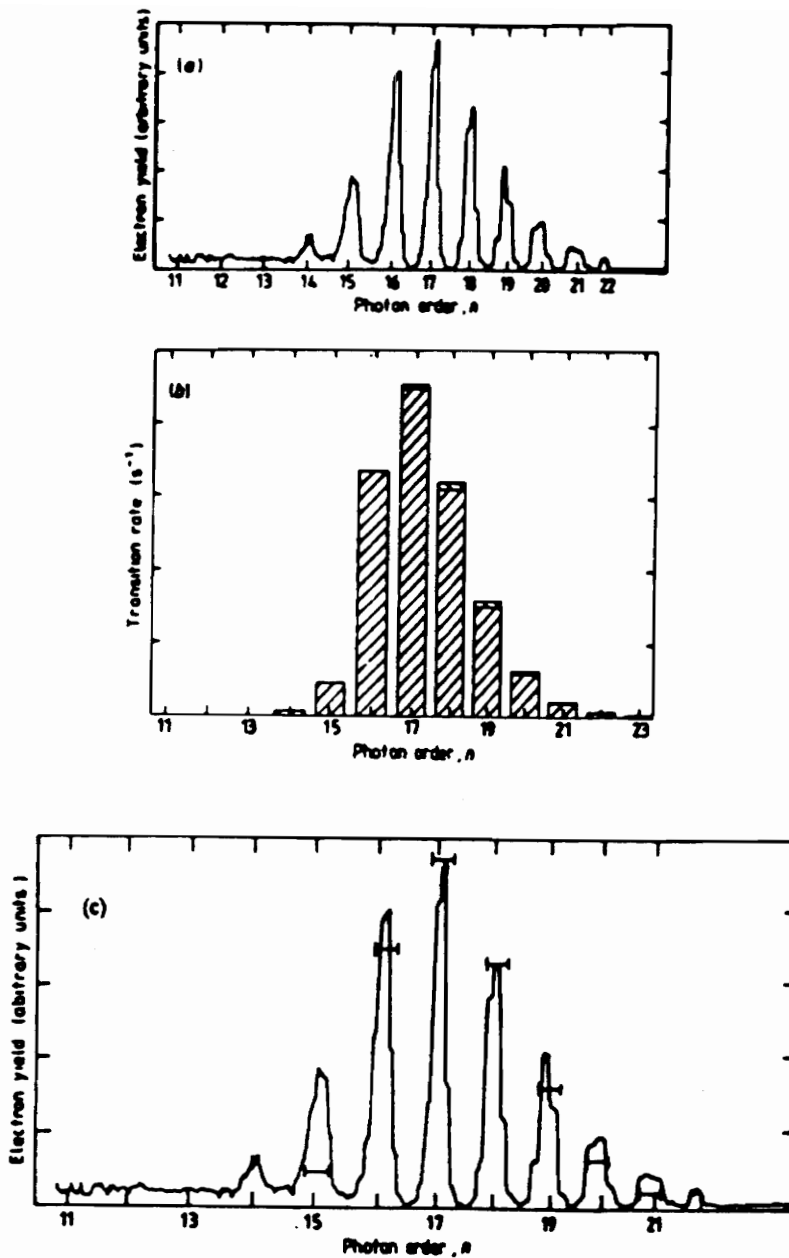 Electron yield (arbitrary units)
(a)
11 12 13 14 15 16 17 18 19 20 21 22
Photon order, n
Transition rate (s⁻¹)
(b)
11 13 15 17 19 21 23
Photon order, n
Electron yield (abitrary units)
(c)
11 13 15 17 19 21
Photon order, n